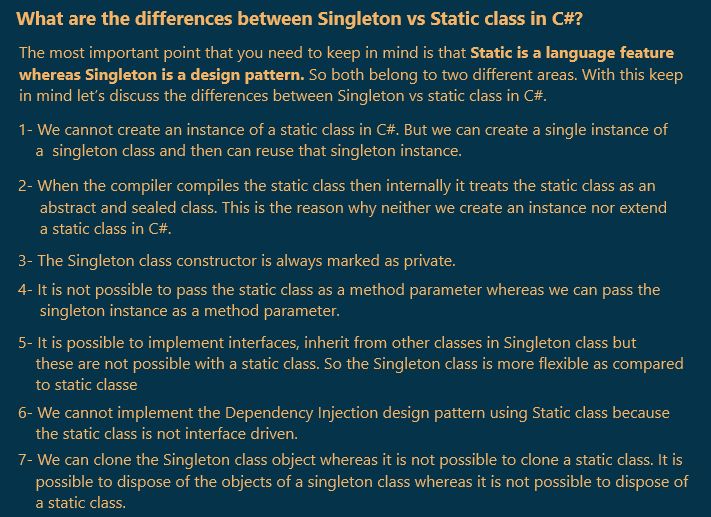 What are the differences between Singleton vs Static class in C#?
The most important point that you need to keep in mind is that Static is a language feature
whereas Singleton is a design pattern. So both belong to two different areas. With this keep
in mind let’s discuss the differences between Singleton vs static class in C#.
1- We cannot create an instance of a static class in C#. But we can create a single instance of
a singleton class and then can reuse that singleton instance.
2- When the compiler compiles the static class then internally it treats the static class as an
abstract and sealed class. This is the reason why neither we create an instance nor extend
a static class in C#.
3- The Singleton class constructor is always marked as private.
4- It is not possible to pass the static class as a method parameter whereas we can pass the
singleton instance as a method parameter.
5- It is possible to implement interfaces, inherit from other classes in Singleton class but
these are not possible with a static class. So the Singleton class is more flexible as compared
to static classe
6- We cannot implement the Dependency Injection design pattern using Static class because
the static class is not interface driven.
7- We can clone the Singleton class object whereas it is not possible to clone a static class. It is
possible to dispose of the objects of a singleton class whereas it is not possible to dispose of
a static class.